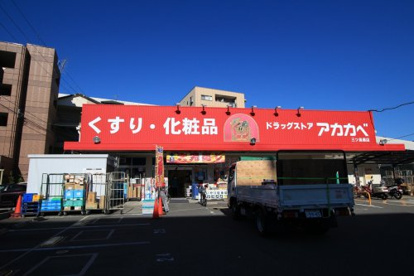 くすり・化粧品
ドラッグストア アカカベ